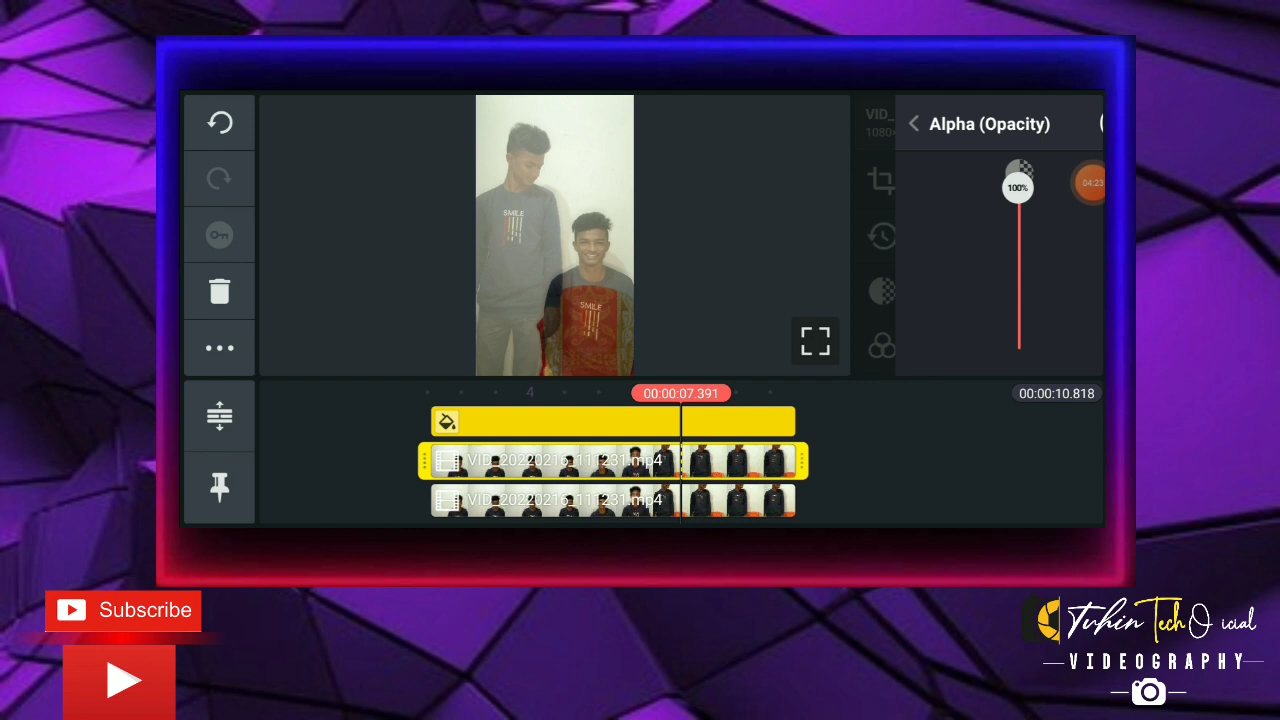 VID_
1080×
Alpha (Opacity)
100%
04:23
SMILE
SMILE
4
00:00:07.391
00:00:10.818
VID_20220216_111231.mp4
VID_20220216_111231.mp4
Subscribe
Tuhin Tech O icial
VIDEOGRAPHY